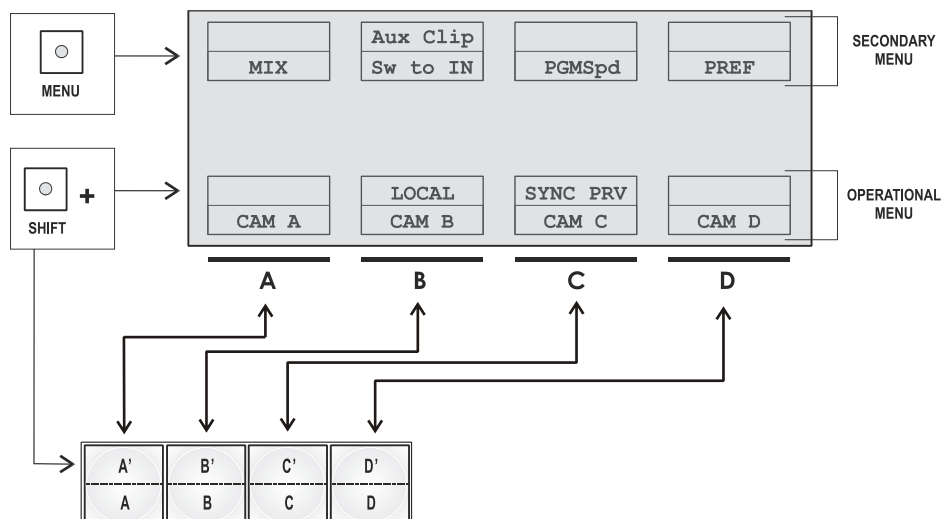 Aux Clip
MIX Sw to IN PGMSpd PREF
SECONDARY
MENU
MENU
LOCAL SYNC PRV
CAM A CAM B CAM C CAM D
OPERATIONAL
MENU
+
SHIFT
A B C D
A' B' C' D'
A B C D